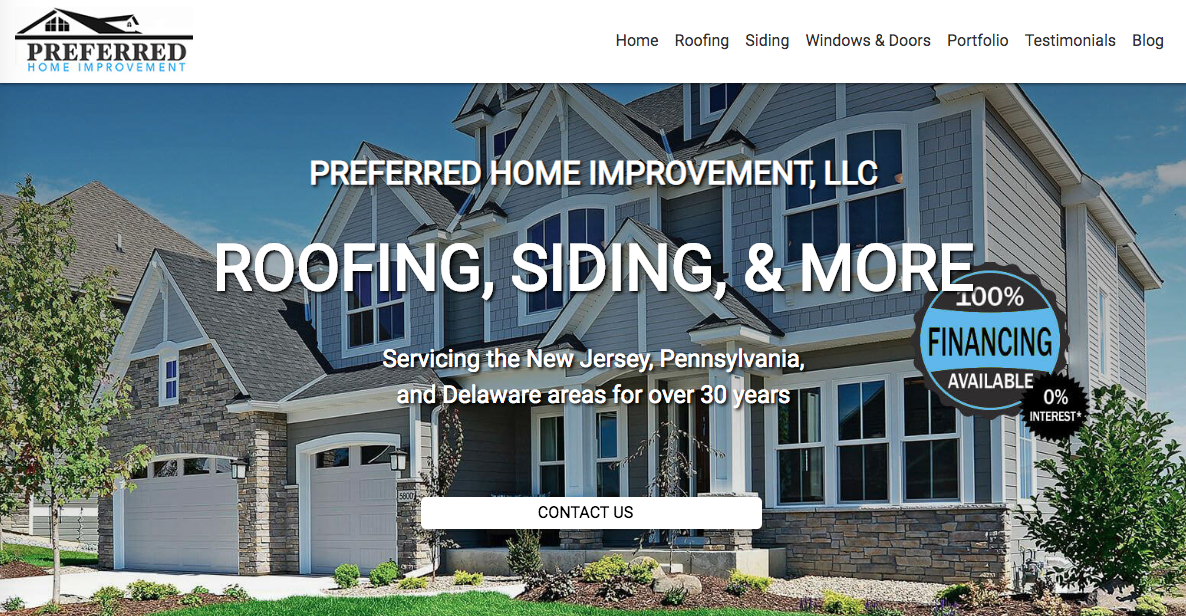 PREFERRED
HOME IMPROVEMENT
Home Roofing Siding Windows & Doors Portfolio Testimonials Blog
PREFERRED HOME IMPROVEMENT, LLC
ROOFING, SIDING, & MORE
100%
FINANCING
AVAILABLE
0%
INTEREST*
Servicing the New Jersey, Pennsylvania,
and Delaware areas for over 30 years
5600
CONTACT US